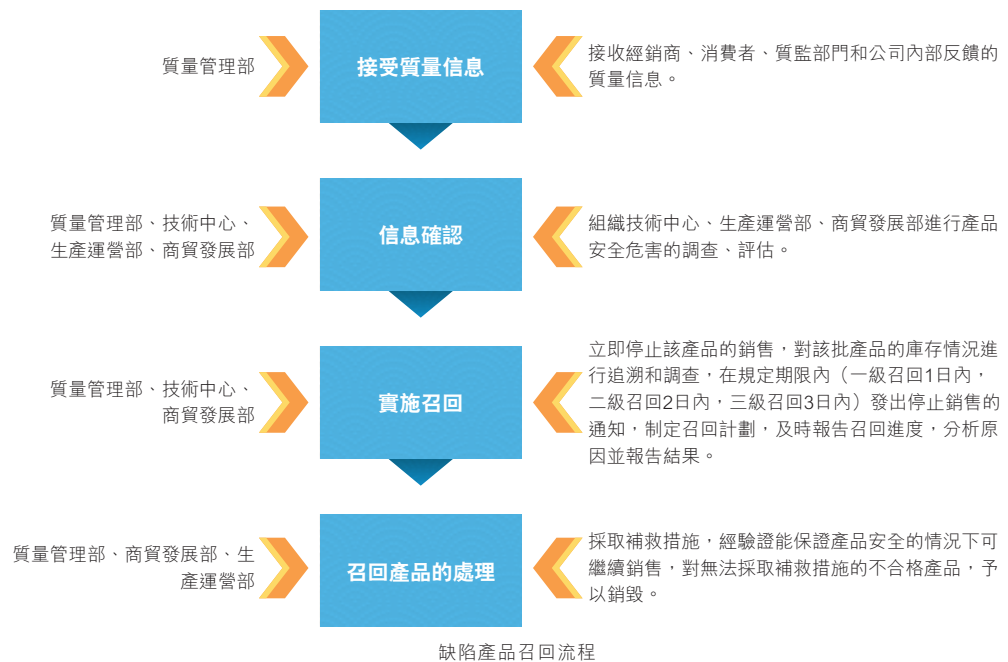 質量管理部
接受質量信息
接收經銷商、消費者、質監部門和公司內部反饋的
質量信息。
質量管理部、技術中心、
生產運營部、商貿發展部
信息確認
組織技術中心、生產運營部、商貿發展部進行產品
安全危害的調查、評估。
質量管理部、技術中心、
商貿發展部
實施召回
立即停止該產品的銷售，對該批產品的庫存情況進
行追溯和調查，在規定期限內（一級召回1日內，
二級召回2日內，三級召回3日內）發出停止銷售的
通知，制定召回計劃，及時報告召回進度，分析原
因並報告結果。
質量管理部、商貿發展部、生
產運營部
召回產品的處理
採取補救措施，經驗證能保證產品安全的情況下可
繼續銷售，對無法採取補救措施的不合格產品，予
以銷毀。
缺陷產品召回流程